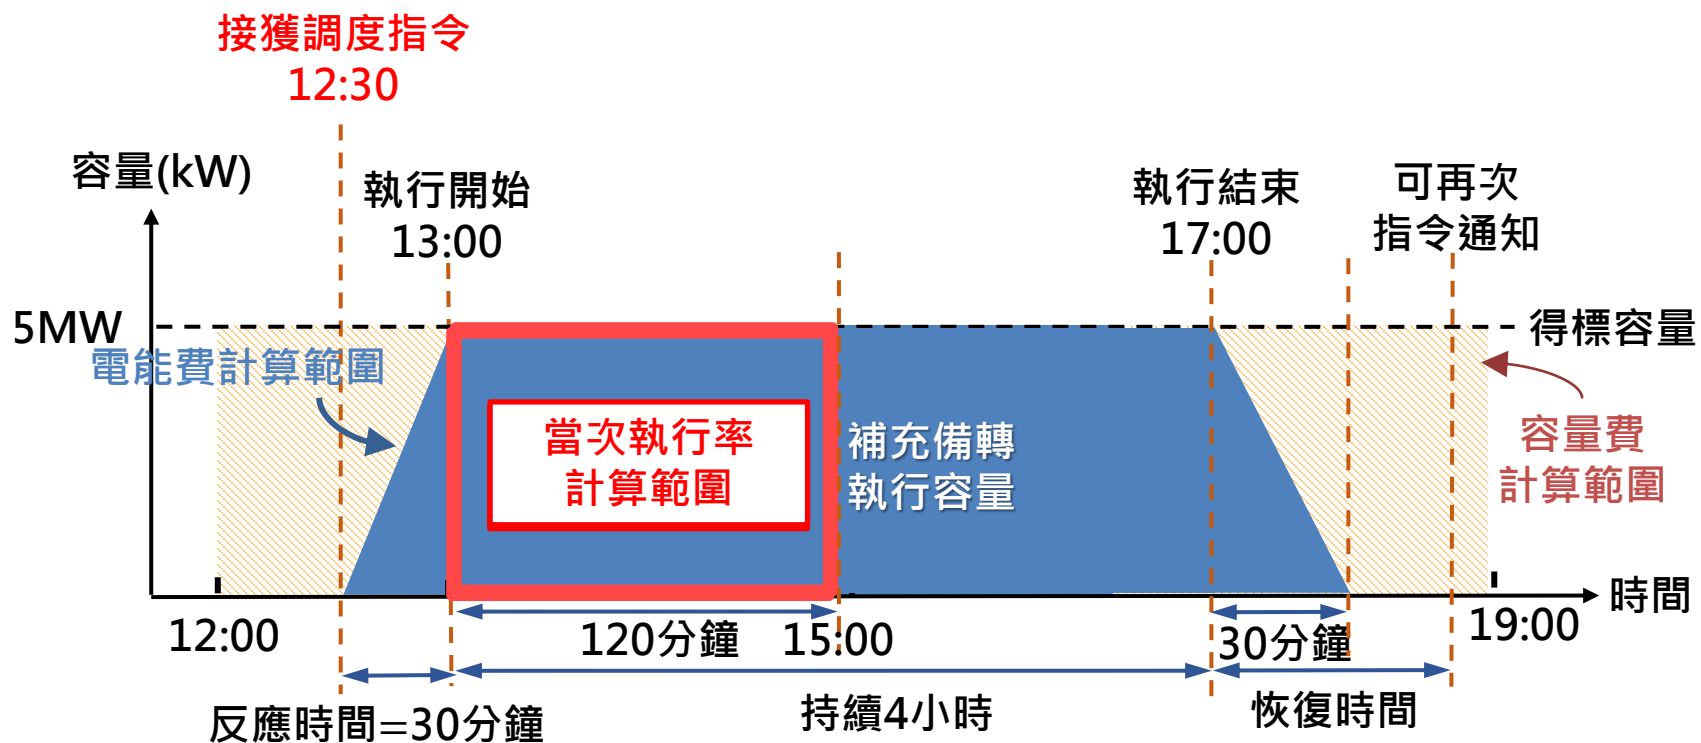 接獲調度指令
12:30
容量(kW)
執行開始
13:00
執行結束
17:00
可再次
指令通知
5MW
得標容量
電能費計算範圍
當次執行率
計算範圍
補充備轉
執行容量
容量費
計算範圍
時間
12:00
120分鐘
15:00
30分鐘
19:00
反應時間=30分鐘
持續4小時
恢復時間